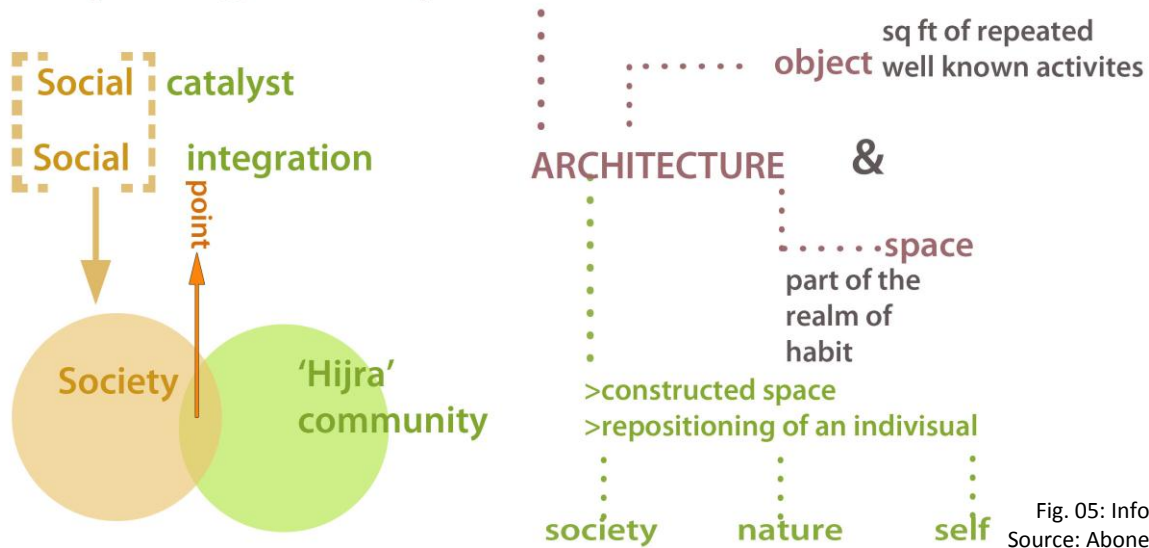 Social catalyst
Social integration
point
Society
'Hijra'
community
object
sq ft of repeated
well known activites
ARCHITECTURE &
space
part of the
realm of
habit
>constructed space
>repositioning of an indivisual
society nature self
Fig. 05: Info
Source: Abone